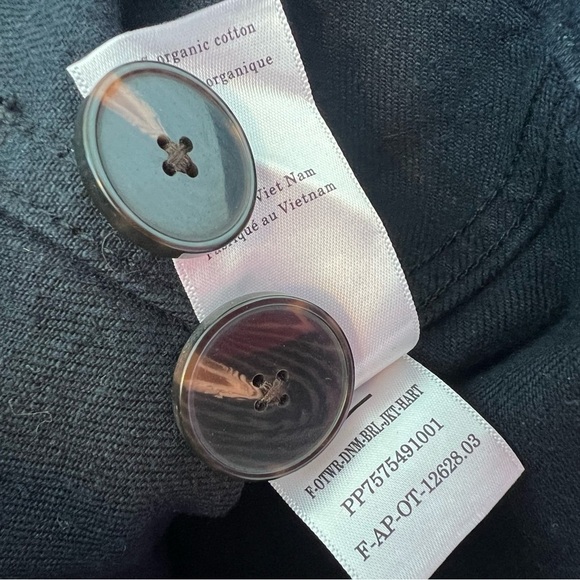 organic cotton
organique
Viet Nam
Fabriqué au Vietnam
F-OTWR-DNM-BRL-JKT-HART
PP7575491001
F-AP-OT-12628.03